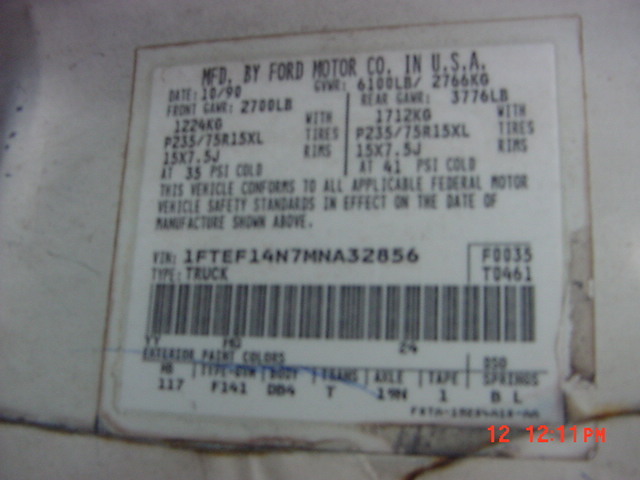 MFD. BY FORD MOTOR CO. IN U.S.A.
DATE: 10/90 GVWR: 6100LB/ 2766KG
FRONT GAWR: 2700LB REAR GAWR: 3776LB
1224KG WITH 1712KG WITH
P235/75R15XL TIRES P235/75R15XL TIRES
15X7.5J RIMS 15X7.5J RIMS
AT 35 PSI COLD AT 41 PSI COLD
THIS VEHICLE CONFORMS TO ALL APPLICABLE FEDERAL MOTOR
VEHICLE SAFETY STANDARDS IN EFFECT ON THE DATE OF
MANUFACTURE SHOWN ABOVE.
VIN: 1FTEF14N7MNA32856 F0035
TYPE: TRUCK T0461
YY 24
EXTERIOR PAINT COLORS DSO
WB TYPE-GVW BODY TRANS AXLE TAPE SPRINGS
117 F141 DD4 T 19N 1 B L
12 12:11PM